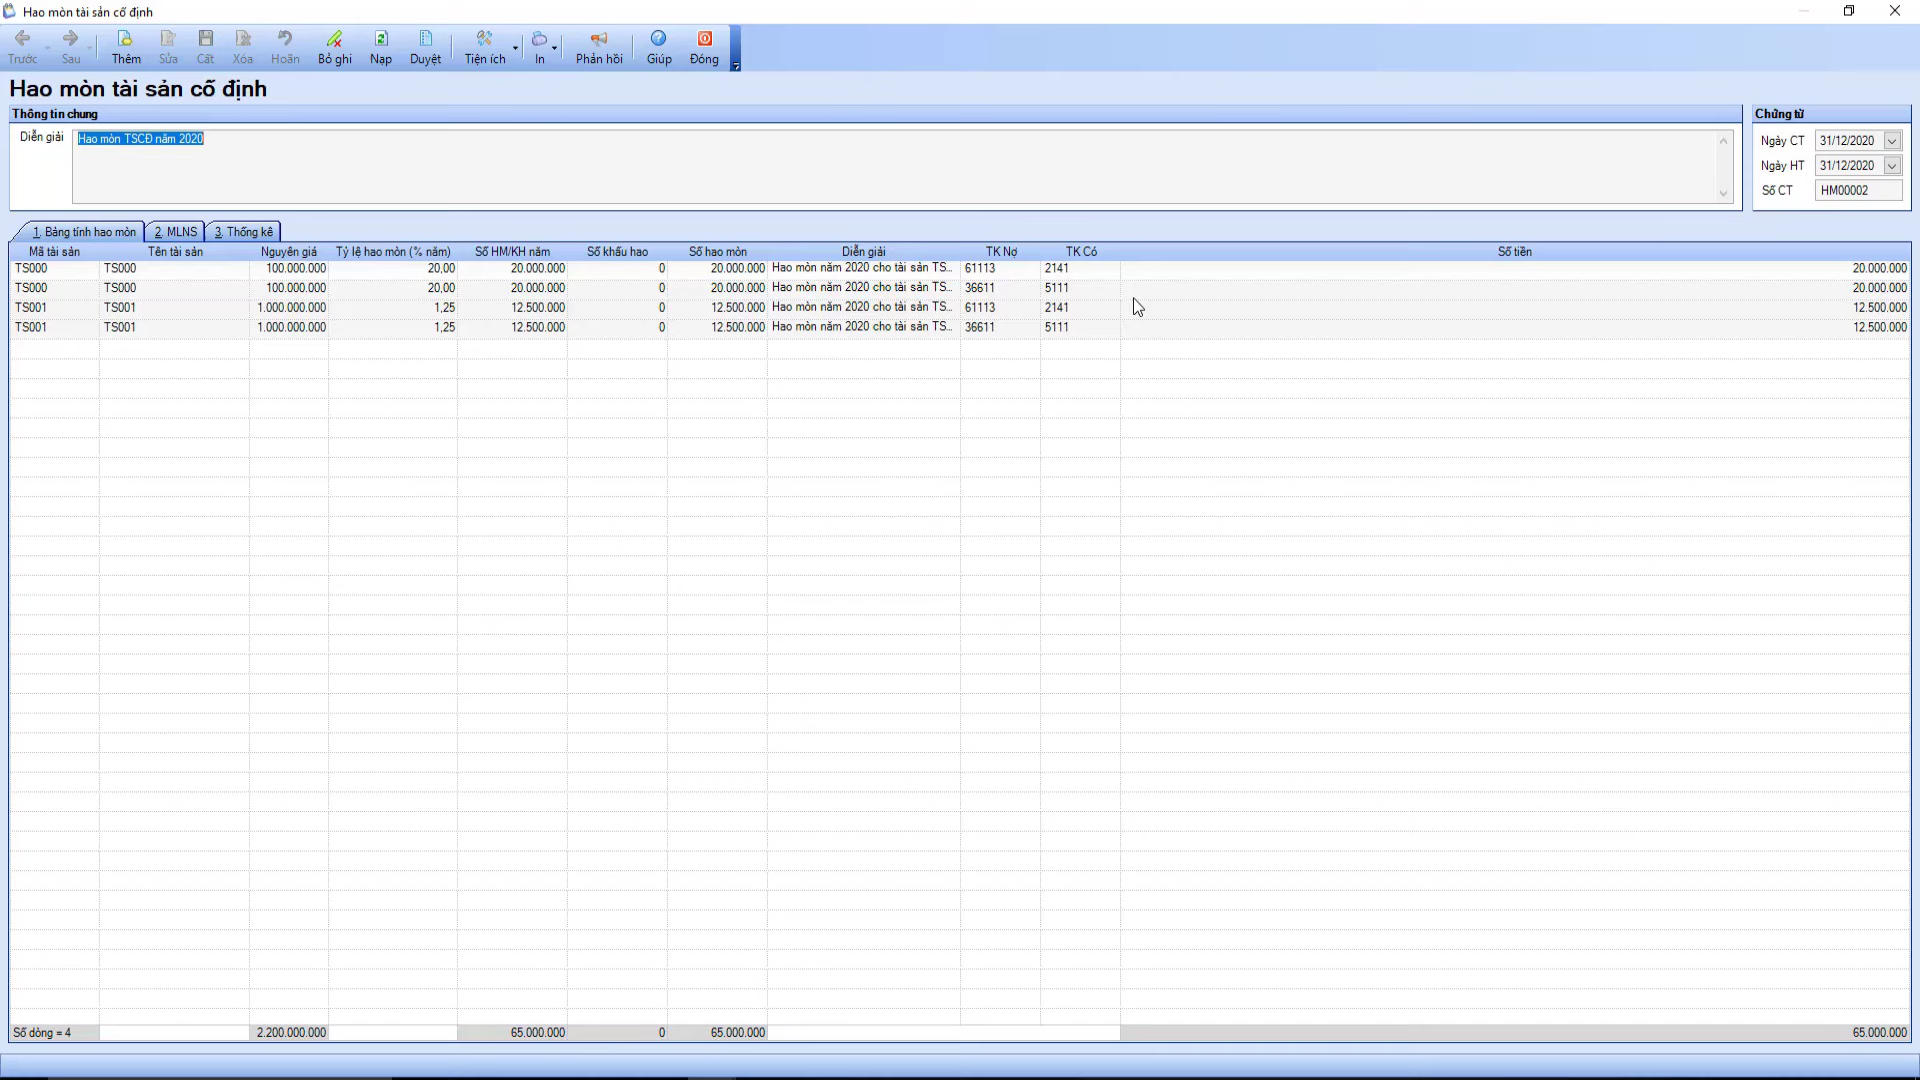 Hao mòn tài sản cố định
Trước Sau Thêm Sửa Cất Xóa Hoãn Bỏ ghi Nạp Duyệt Tiện ích In Phản hồi Giúp Đóng
Hao mòn tài sản cố định
Thông tin chung
Diễn giải Hao mòn TSCĐ năm 2020
Chứng từ
Ngày CT 31/12/2020
Ngày HT 31/12/2020
Số CT HM00002
1. Bảng tính hao mòn 2. MLNS 3. Thống kê
Mã tài sản Tên tài sản Nguyên giá Tỷ lệ hao mòn (% năm) Số HM/KH năm Số khấu hao Số hao mòn Diễn giải TK Nợ TK Có Số tiền
TS000 TS000 100.000.000 20,00 20.000.000 0 20.000.000 Hao mòn năm 2020 cho tài sản TS... 61113 2141 20.000.000
TS000 TS000 100.000.000 20,00 20.000.000 0 20.000.000 Hao mòn năm 2020 cho tài sản TS... 36611 5111 20.000.000
TS001 TS001 1.000.000.000 1,25 12.500.000 0 12.500.000 Hao mòn năm 2020 cho tài sản TS... 61113 2141 12.500.000
TS001 TS001 1.000.000.000 1,25 12.500.000 0 12.500.000 Hao mòn năm 2020 cho tài sản TS... 36611 5111 12.500.000
Số dòng = 4 2.200.000.000 65.000.000 0 65.000.000 65.000.000